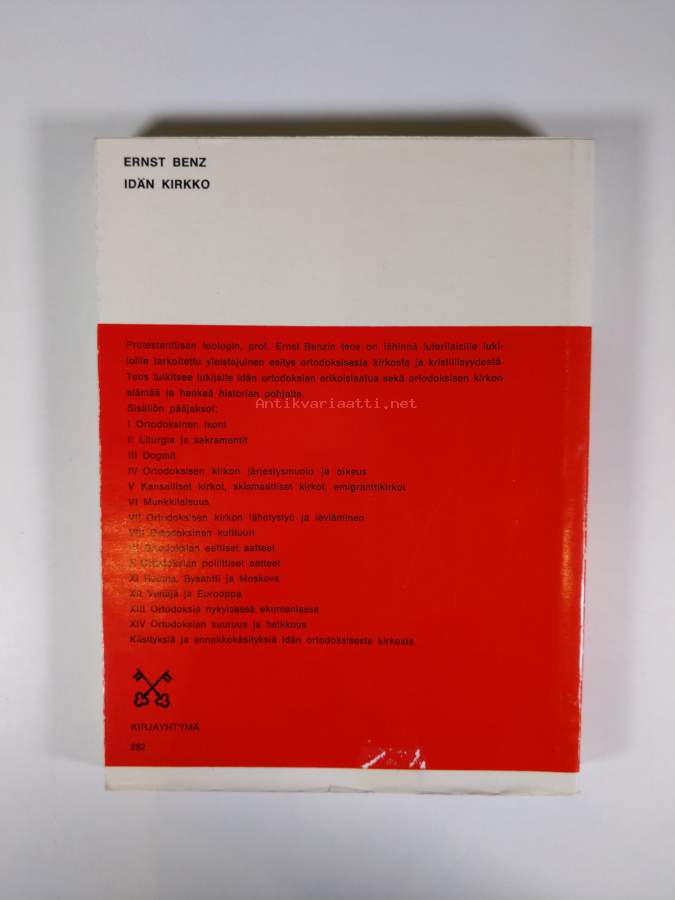 ERNST BENZ
IDÄN KIRKKO
Protestanttisen teologin, prof. Ernst Benzin teos on lähinnä luterilaisille luki-
joille tarkoitettu yleistajuinen esitys ortodoksisesta kirkosta ja kristillisyydestä.
Teos tulkitsee lukijalle idän ortodoksian erikoislaatua sekä ortodoksisen kirkon
elämää ja henkeä historian pohjalta.
Antikvariaatti.net
Sisällön pääjaksot:
I Ortodoksinen ikoni
II Liturgia ja sakramentit
III Dogmit
IV Ortodoksisen kirkon järjestysmuoto ja oikeus
V Kansalliset kirkot, skismaattiset kirkot, emigranttikirkot
VI Munkkilaisuus
VII Ortodoksisen kirkon lähetystyö ja leviäminen
VIII Ortodoksinen kulttuuri
IX Ortodoksian eettiset aatteet
X Ortodoksian poliittiset aatteet
XI Rooma, Bysantti ja Moskova
XII Venäjä ja Eurooppa
XIII Ortodoksia nykyisessä ekumeniassa
XIV Ortodoksian suuruus ja heikkous
Käsityksiä ja ennakkokäsityksiä idän ortodoksisesta kirkosta.
KIRJAYHTYMÄ
282